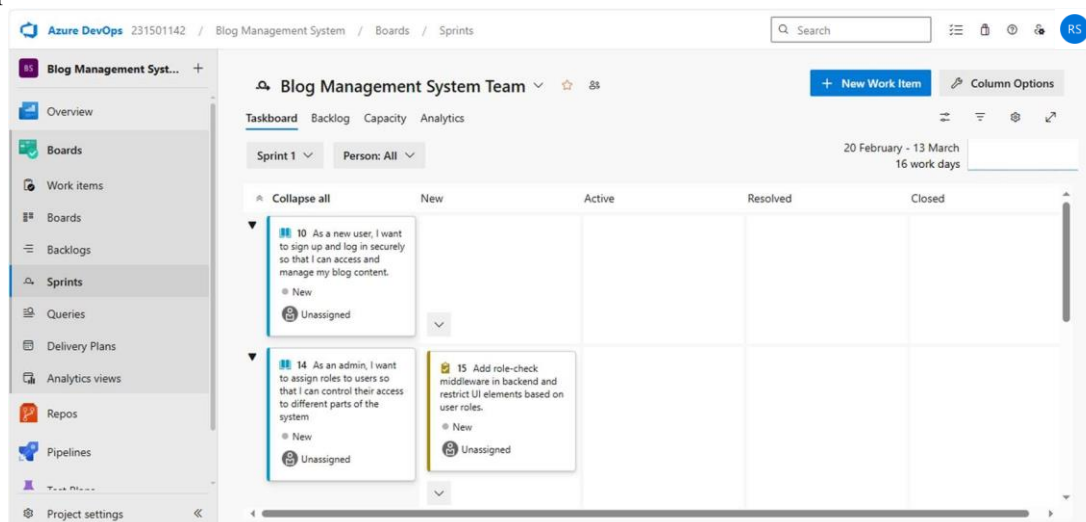 Azure DevOps 231501142 / Blog Management System / Boards / Sprints
Search
RS
BS Blog Management Syst... +
Overview
Boards
Work items
Boards
Backlogs
Sprints
Queries
Delivery Plans
Analytics views
Repos
Pipelines
Project settings
Blog Management System Team
+ New Work Item
Column Options
Taskboard Backlog Capacity Analytics
Sprint 1 Person: All
20 February - 13 March
16 work days
Collapse all New Active Resolved Closed
10 As a new user, I want
to sign up and log in securely
so that I can access and
manage my blog content.
New
Unassigned
14 As an admin, I want
to assign roles to users so
that I can control their access
to different parts of the
system
New
Unassigned
15 Add role-check
middleware in backend and
restrict UI elements based on
user roles.
New
Unassigned